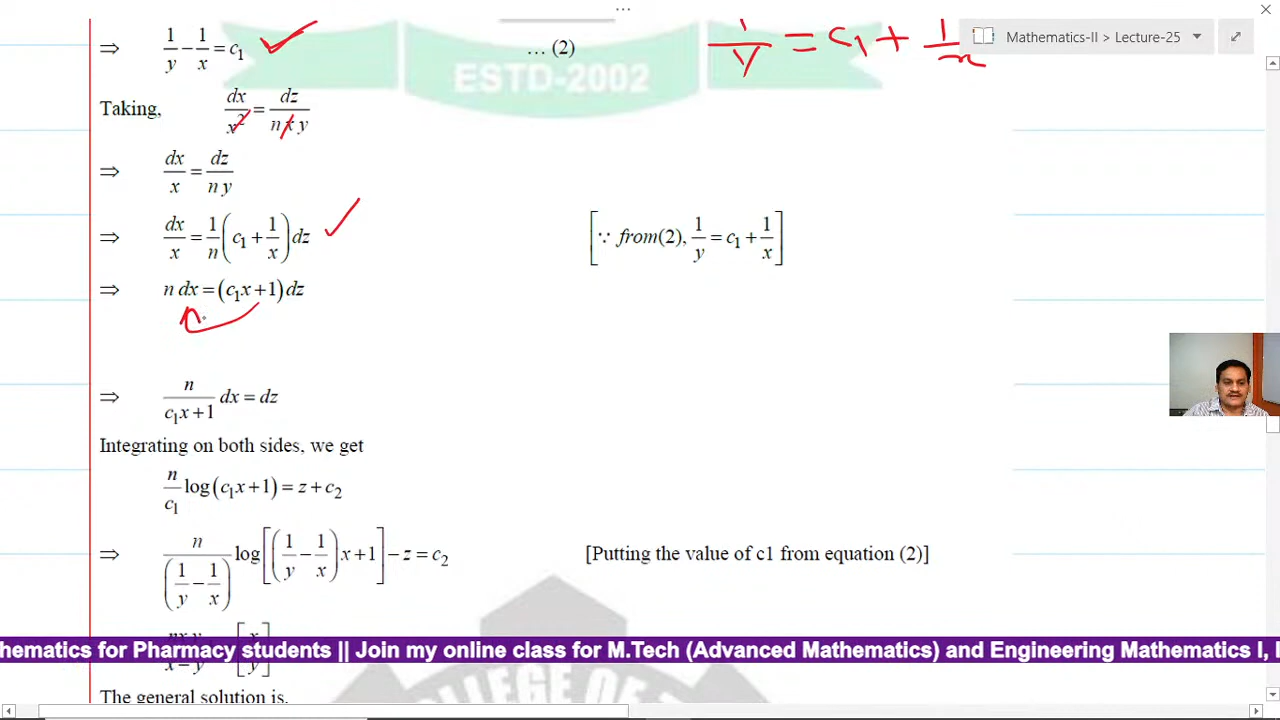 ⇒ 1/y − 1/x = c₁ … (2)
1/y = c₁ + 1/x
Mathematics-II > Lecture-25
ESTD-2002
Taking, dx/x² = dz/(n x y)
⇒ dx/x = dz/(n y)
⇒ dx/x = 1/n (c₁ + 1/x) dz [∵ from(2), 1/y = c₁ + 1/x]
⇒ n dx = (c₁x + 1) dz
⇒ n/(c₁x + 1) dx = dz
Integrating on both sides, we get
n/c₁ log(c₁x + 1) = z + c₂
⇒ n/(1/y − 1/x) log[(1/y − 1/x) x + 1] − z = c₂ [Putting the value of c1 from equation (2)]
hematics for Pharmacy students || Join my online class for M.Tech (Advanced Mathematics) and Engineering Mathematics I, I
The general solution is,
COLLEGE OF